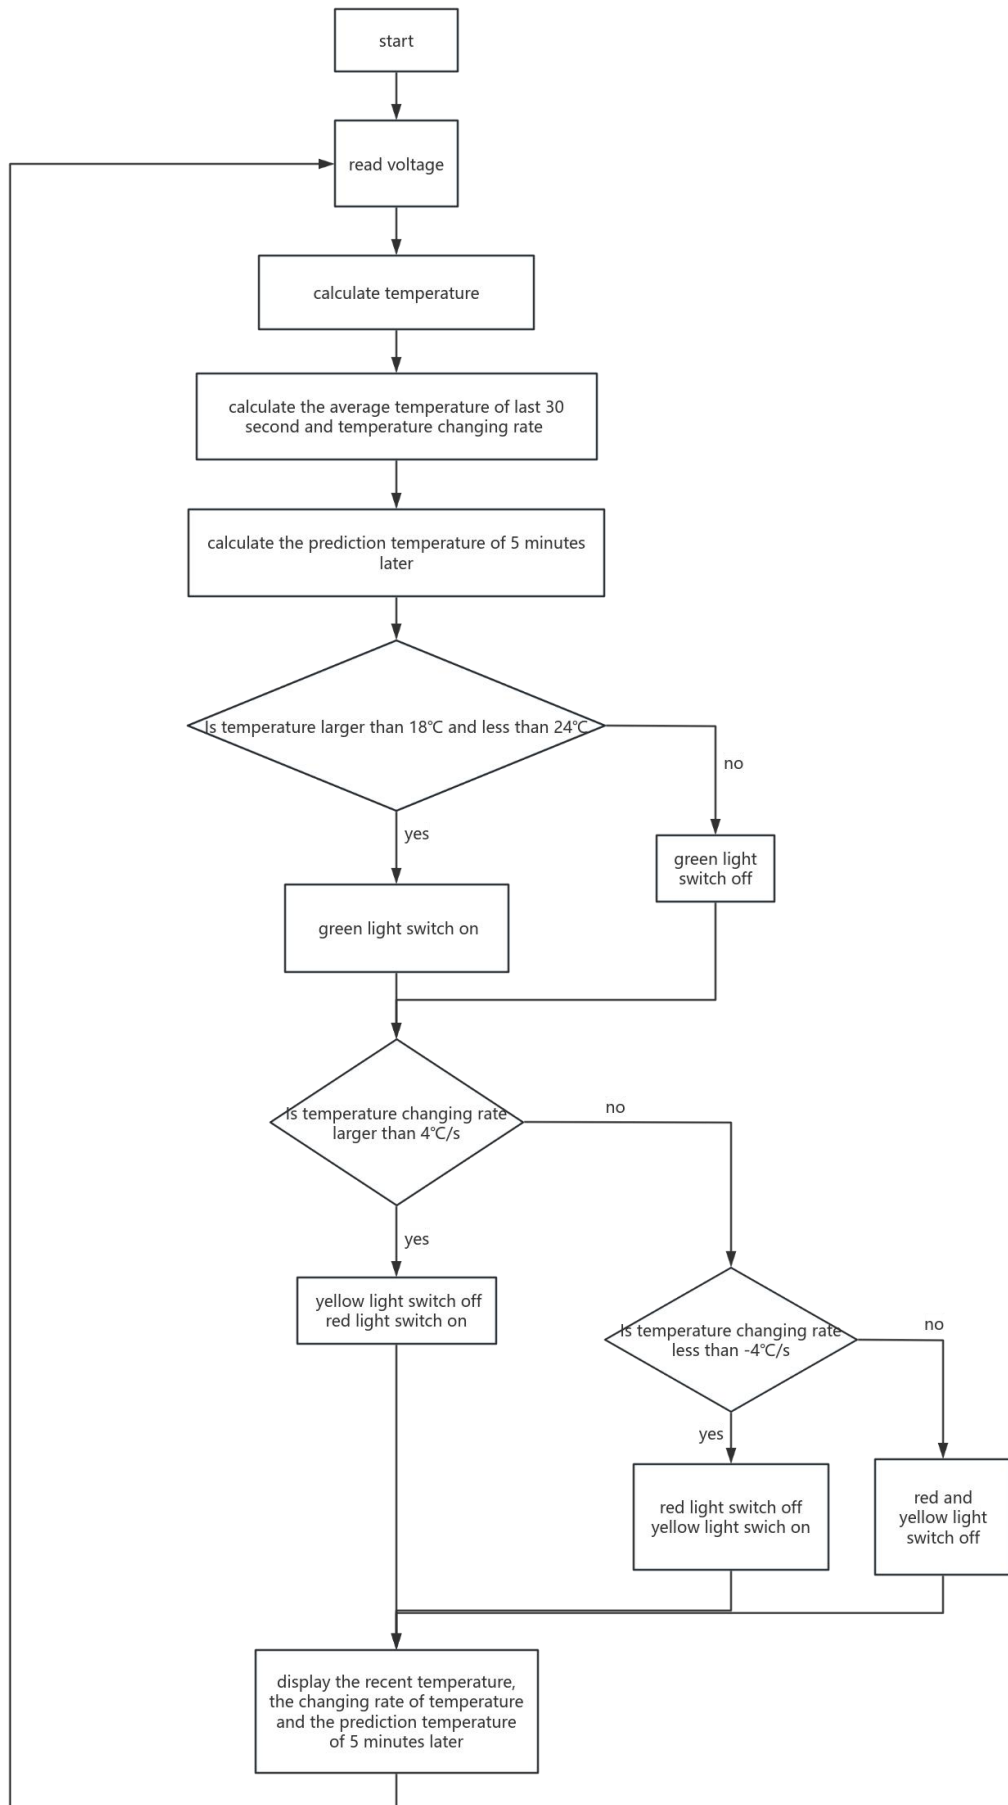 start
read voltage
calculate temperature
calculate the average temperature of last 30
second and temperature changing rate
calculate the prediction temperature of 5 minutes
later
Is temperature larger than 18℃ and less than 24℃
no
yes
green light
switch off
green light switch on
Is temperature changing rate
larger than 4℃/s
no
yes
yellow light switch off
red light switch on
Is temperature changing rate
less than -4℃/s
no
yes
red light switch off
yellow light swich on
red and
yellow light
switch off
display the recent temperature,
the changing rate of temperature
and the prediction temperature
of 5 minutes later